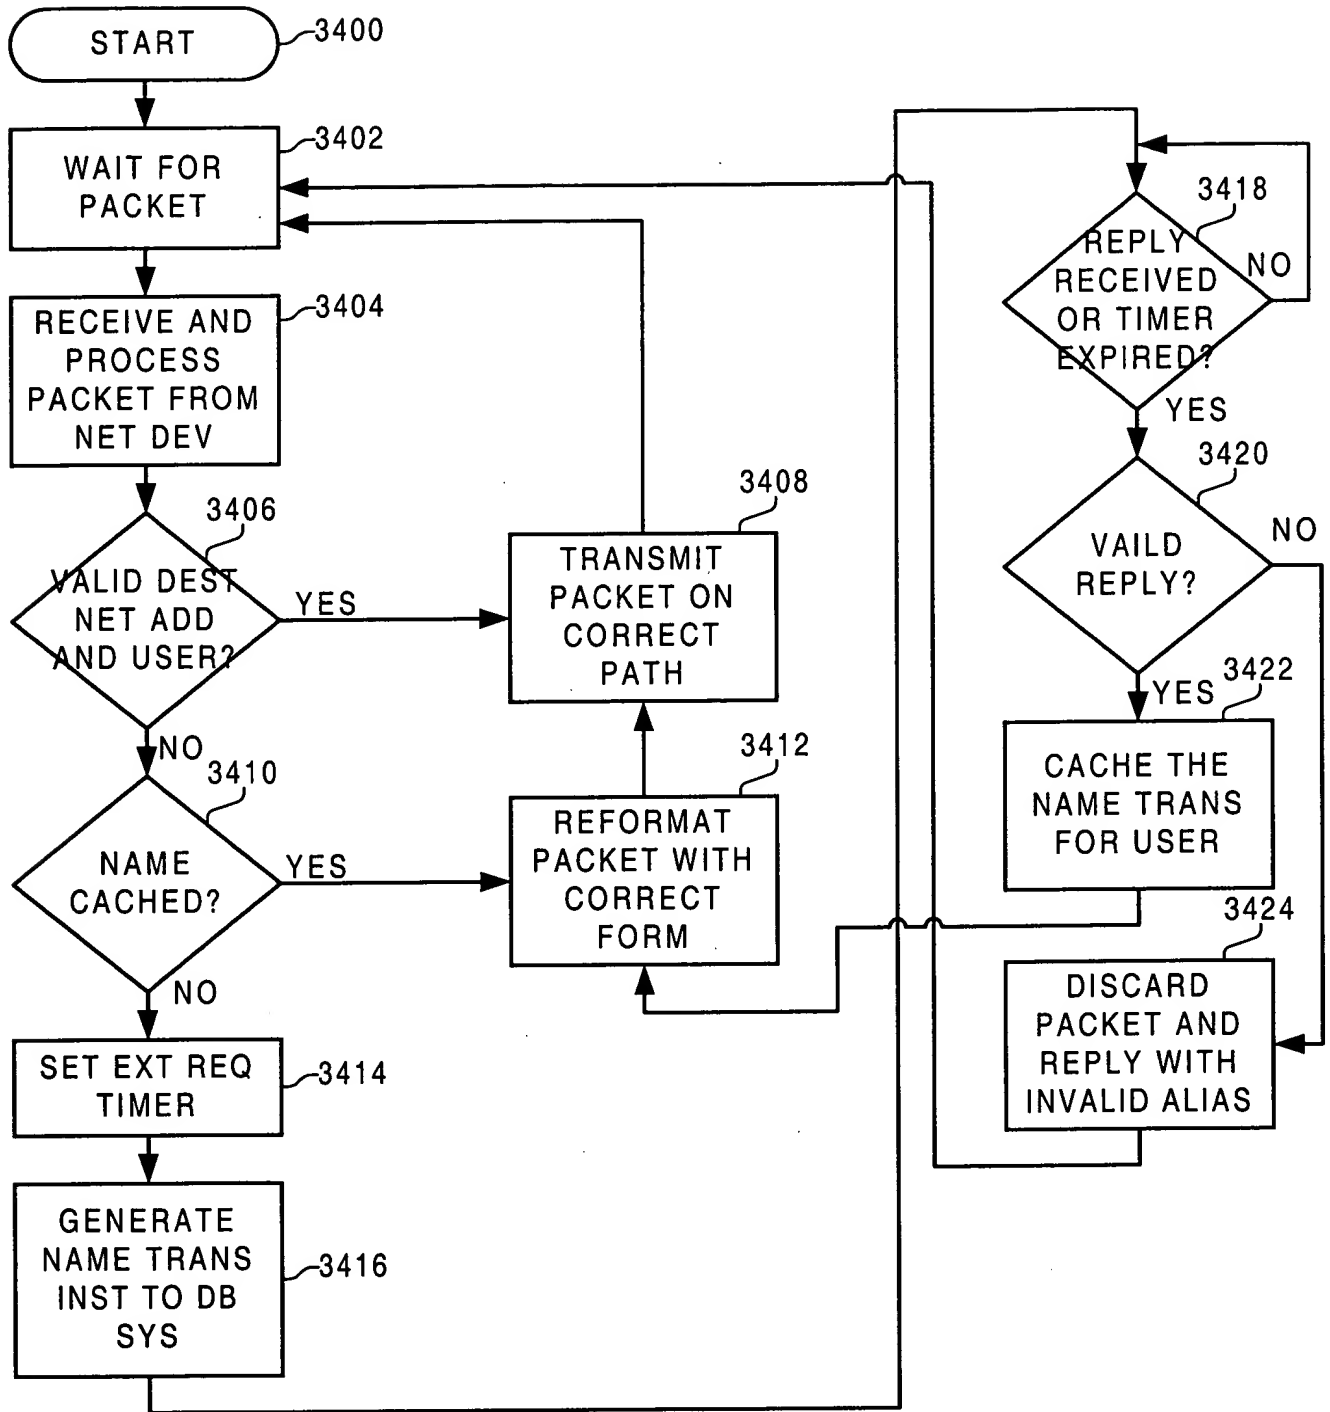 START
3400
WAIT FOR
PACKET
3402
RECEIVE AND
PROCESS
PACKET FROM
NET DEV
3404
VALID DEST
NET ADD
AND USER?
3406
YES
NO
TRANSMIT
PACKET ON
CORRECT
PATH
3408
NAME
CACHED?
3410
YES
NO
REFORMAT
PACKET WITH
CORRECT
FORM
3412
SET EXT REQ
TIMER
3414
GENERATE
NAME TRANS
INST TO DB
SYS
3416
REPLY
RECEIVED
OR TIMER
EXPIRED?
3418
NO
YES
VAILD
REPLY?
3420
NO
YES
CACHE THE
NAME TRANS
FOR USER
3422
DISCARD
PACKET AND
REPLY WITH
INVALID ALIAS
3424